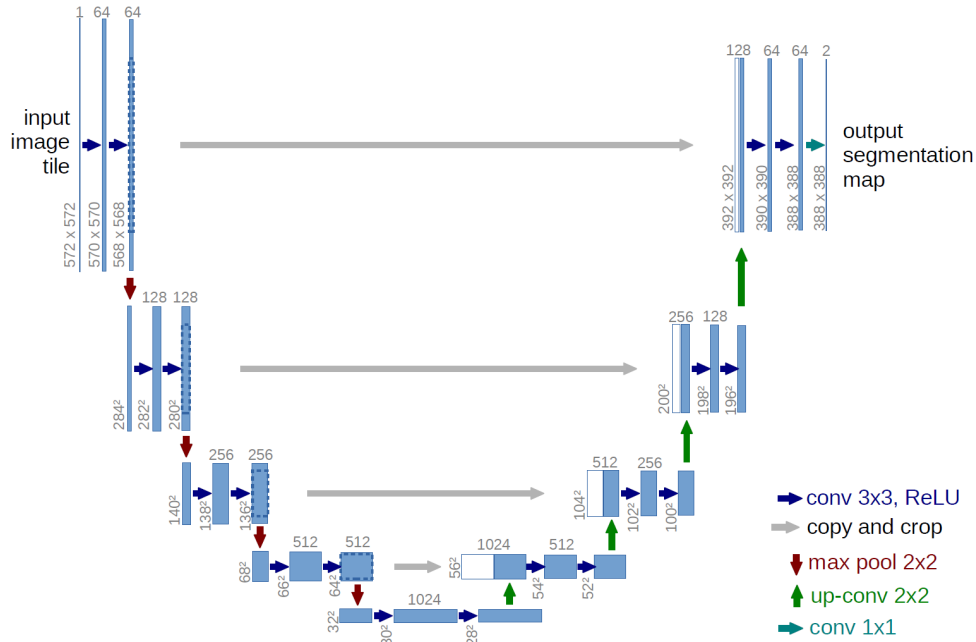 1 64 64
input
image
tile
572 x 572
570 x 570
568 x 568
128 64 64 2
output
segmentation
map
392 x 392
390 x 390
388 x 388
388 x 388
128 128
284²
282²
280²
256 128
200²
198²
196²
256 256
140²
138²
136²
512 256
104²
102²
100²
512 512
68²
66²
64²
1024 512
56²
54²
52²
1024
32²
30²
28²
conv 3x3, ReLU
copy and crop
max pool 2x2
up-conv 2x2
conv 1x1